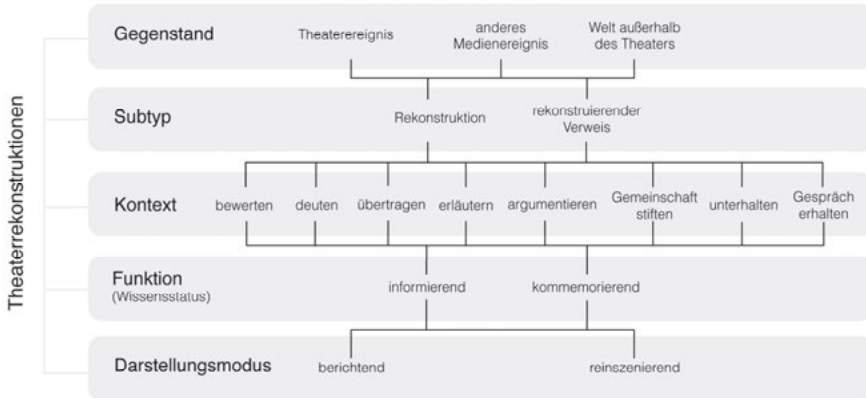 Theaterrekonstruktionen
Gegenstand
Theaterereignis
anderes
Medienereignis
Welt außerhalb
des Theaters
Subtyp
Rekonstruktion
rekonstruierender
Verweis
Kontext
bewerten
deuten
übertragen
erläutern
argumentieren
Gemeinschaft
stiften
unterhalten
Gespräch
erhalten
Funktion
(Wissensstatus)
informierend
kommemorierend
Darstellungsmodus
berichtend
reinszenierend